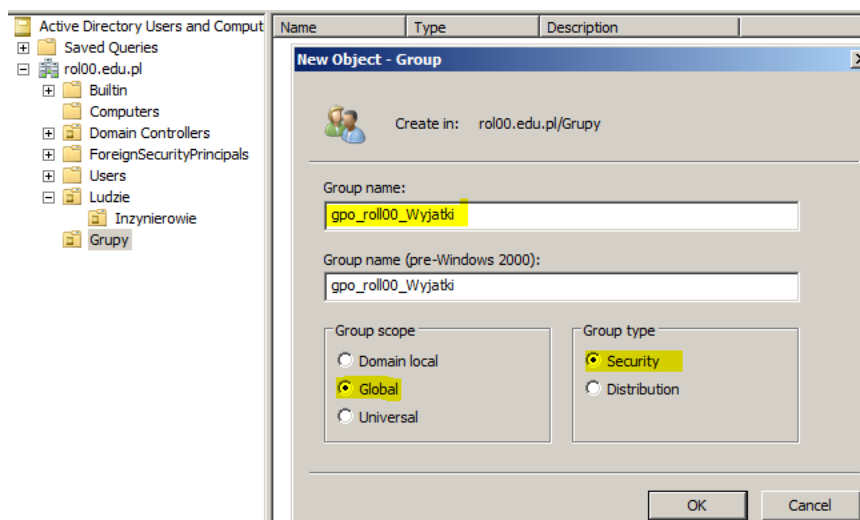 Active Directory Users and Comput
Name Type Description
Saved Queries
rol00.edu.pl
Builtin
Computers
Domain Controllers
ForeignSecurityPrincipals
Users
Ludzie
Inzynierowie
Grupy
New Object - Group
Create in: rol00.edu.pl/Grupy
Group name:
gpo_roll00_Wyjatki
Group name (pre-Windows 2000):
gpo_roll00_Wyjatki
Group scope
Domain local
Global
Universal
Group type
Security
Distribution
OK Cancel